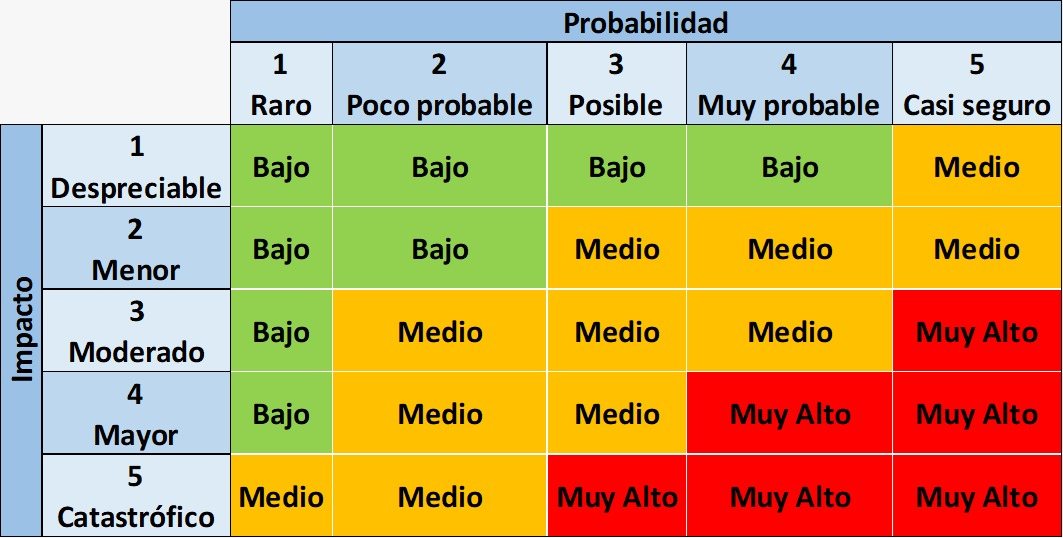 Probabilidad
1 2 3 4 5
Raro Poco probable Posible Muy probable Casi seguro
Impacto
1
Despreciable
Bajo Bajo Bajo Bajo Medio
2
Menor
Bajo Bajo Medio Medio Medio
3
Moderado
Bajo Medio Medio Medio Muy Alto
4
Mayor
Bajo Medio Medio Muy Alto Muy Alto
5
Catastrófico
Medio Medio Muy Alto Muy Alto Muy Alto